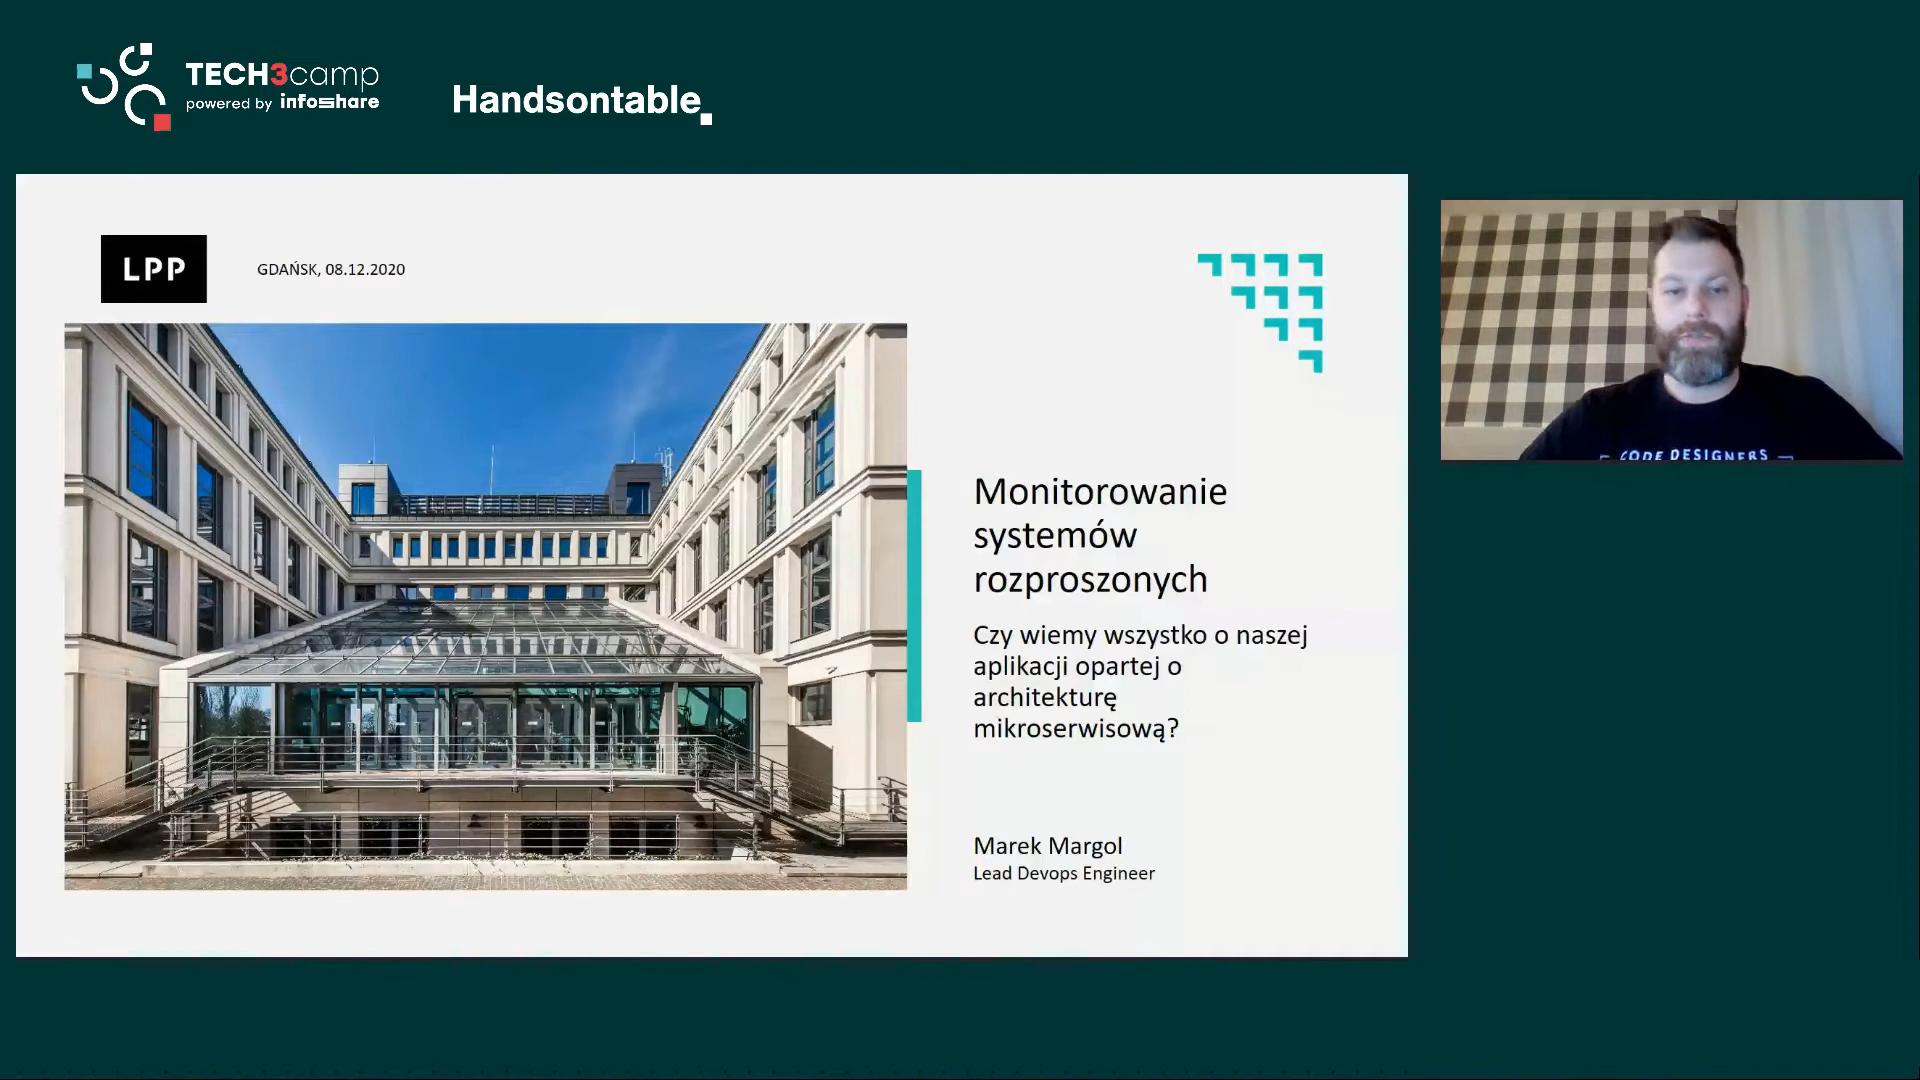 TECH3camp
powered by infoshare
Handsontable
LPP
GDAŃSK, 08.12.2020
Monitorowanie
systemów
rozproszonych
Czy wiemy wszystko o naszej
aplikacji opartej o
architekturę
mikroserwisową?
Marek Margol
Lead Devops Engineer
CODE DESIGNERS